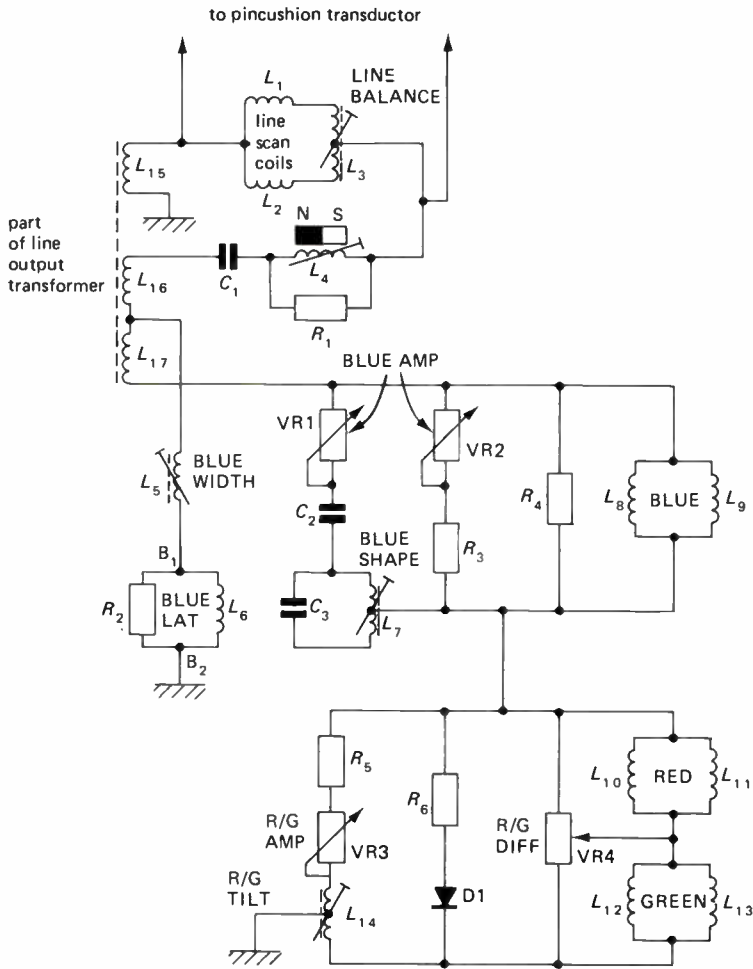 to pincushion transductor
L1
LINE
BALANCE
line
scan
coils
L15
L3
L2
N S
part
of line
output
transformer
L4
L16
C1
R1
L17
BLUE AMP
VR1
VR2
L5
BLUE
WIDTH
R4
L8
BLUE
L9
C2
R3
BLUE
SHAPE
B1
R2
BLUE
LAT
L6
C3
L7
B2
R5
L10
RED
L11
R6
R/G
AMP
VR3
R/G
DIFF
VR4
R/G
TILT
D1
L14
L12
GREEN
L13